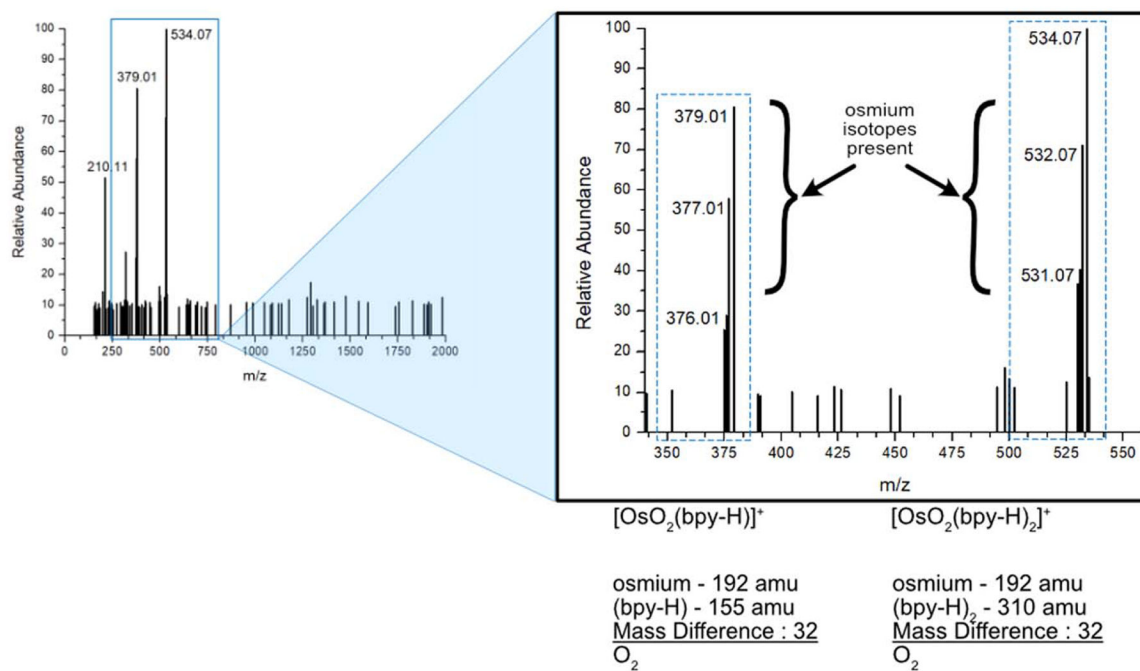 100
90
80
70
60
50
40
30
20
10
0
Relative Abundance
534.07
379.01
210.11
0 250 500 750 1000 1250 1500 1750 2000
m/z
100
90
80
70
60
50
40
30
20
10
0
Relative Abundance
534.07
379.01
osmium
isotopes
present
532.07
377.01
531.07
376.01
350 375 400 425 450 475 500 525 550
m/z
[OsO₂(bpy-H)]⁺
osmium - 192 amu
(bpy-H) - 155 amu
Mass Difference : 32
O₂
[OsO₂(bpy-H)₂]⁺
osmium - 192 amu
(bpy-H)₂ - 310 amu
Mass Difference : 32
O₂